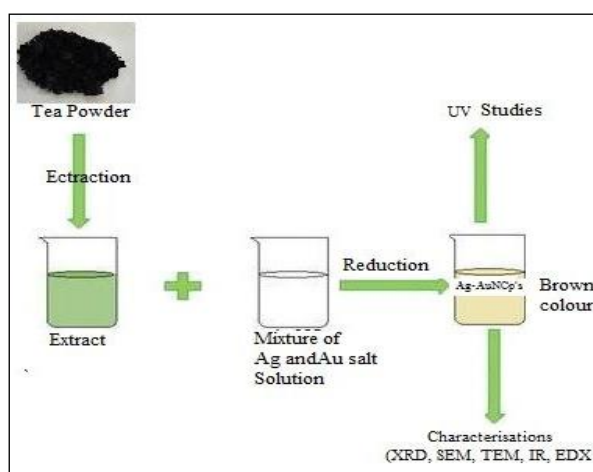 Tea Powder
UV Studies
Ectraction
Reduction
Ag-AuNCp's
Brown
colour
Extract
Mixture of
Ag andAu salt
Solution
Characterisations
(XRD, SEM, TEM, IR, EDX